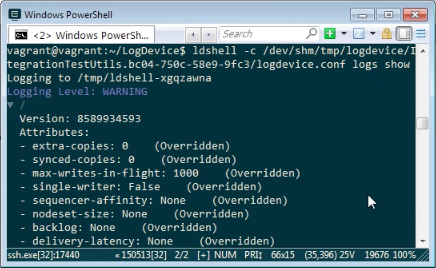 Windows PowerShell
<2> Windows PowerShell
Search
vagrant@vagrant:~/LogDevice$ ldshell -c /dev/shm/tmp/logdevice/I
tegrationTestUtils.bc04-750c-58e9-9fc3/logdevice.conf logs show
Logging to /tmp/ldshell-xgqzawna
Logging Level: WARNING
▼ /
Version: 8589934593
Attributes:
- extra-copies: 0 (Overridden)
- synced-copies: 0 (Overridden)
- max-writes-in-flight: 1000 (Overridden)
- single-writer: False (Overridden)
- sequencer-affinity: None (Overridden)
- nodeset-size: None (Overridden)
- backlog: None (Overridden)
- delivery-latency: None (Overridden)
ssh.exe[32]:17440 « 150513[32] 2/2 [+] NUM PRI↕ 66x15 (35,396) 25V 19676 100%